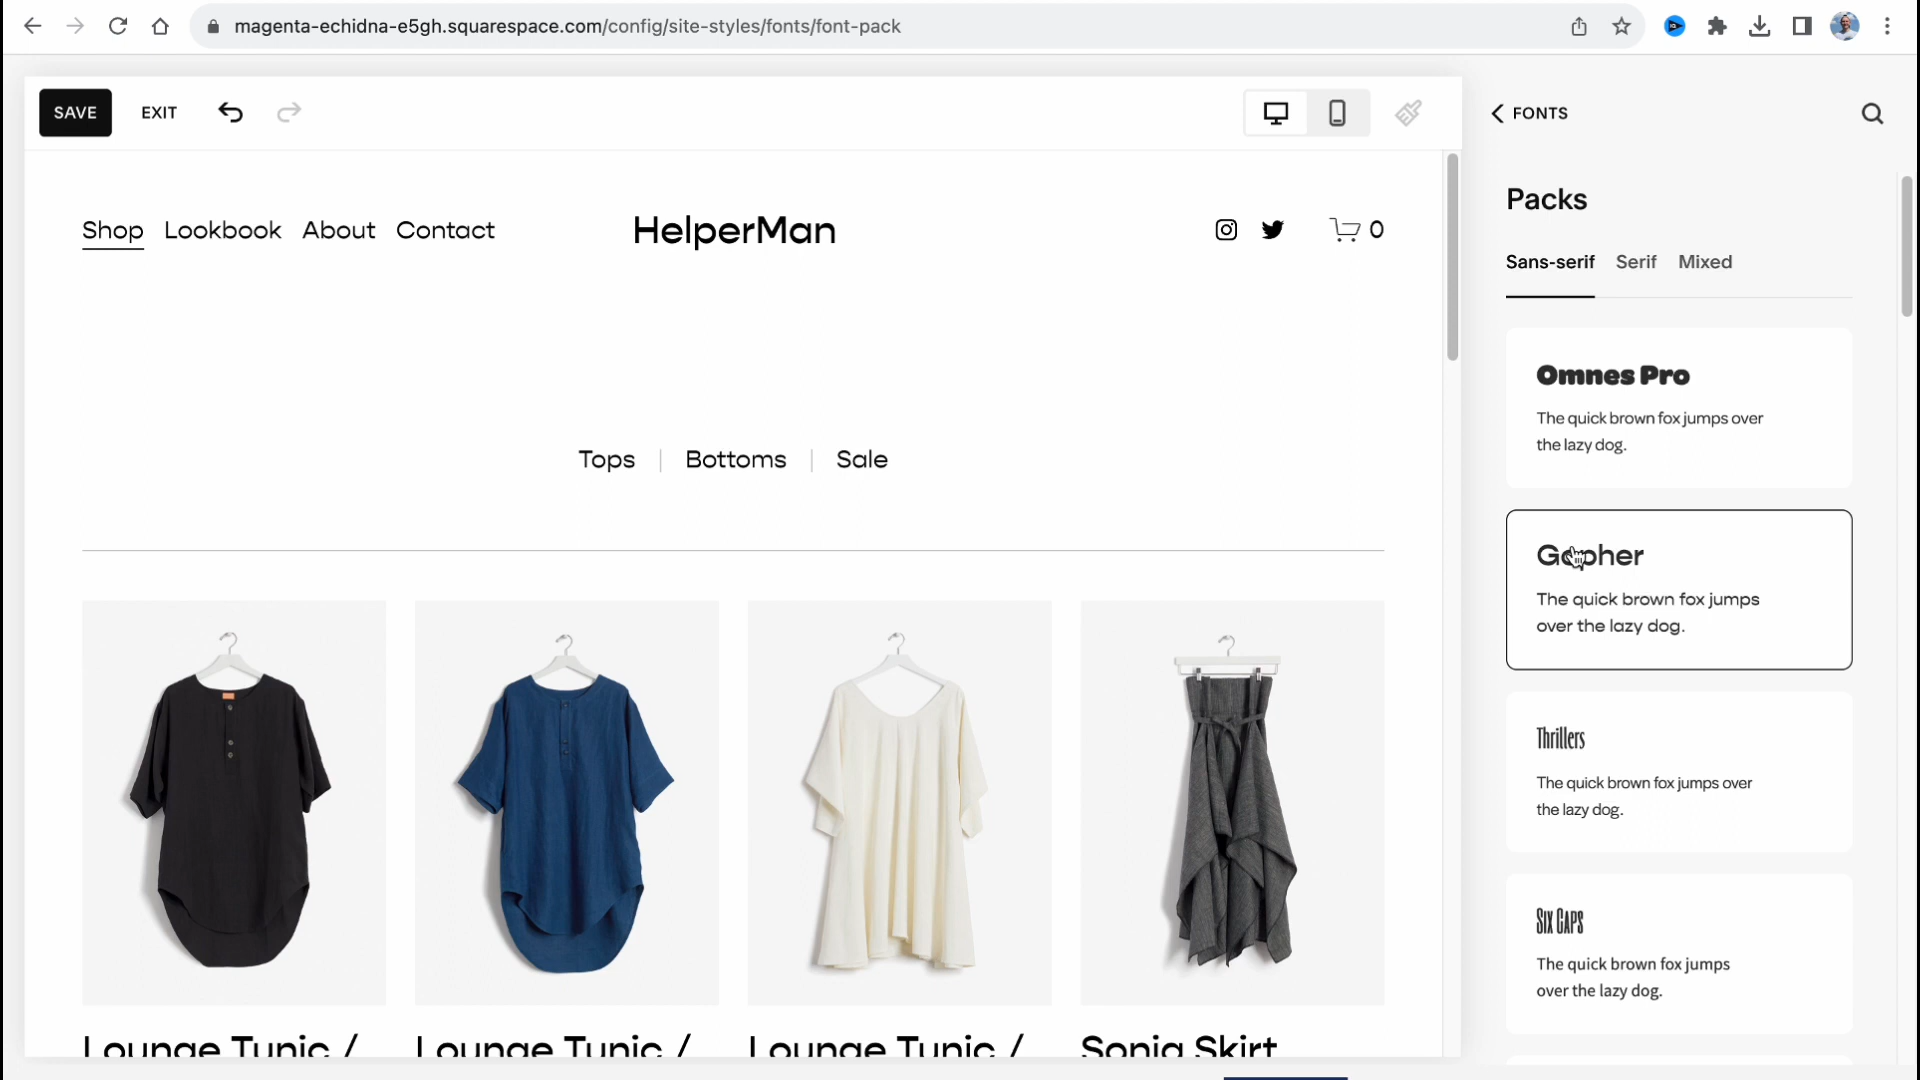 magenta-echidna-e5gh.squarespace.com/config/site-styles/fonts/font-pack
SAVE
EXIT
FONTS
Shop Lookbook About Contact
HelperMan
0
Packs
Sans-serif Serif Mixed
Omnes Pro
The quick brown fox jumps over
the lazy dog.
Tops | Bottoms | Sale
Gopher
The quick brown fox jumps
over the lazy dog.
Thrillers
The quick brown fox jumps over
the lazy dog.
Six Caps
The quick brown fox jumps
over the lazy dog.
Lounge Tunic /
Lounge Tunic /
Lounge Tunic /
Sonia Skirt